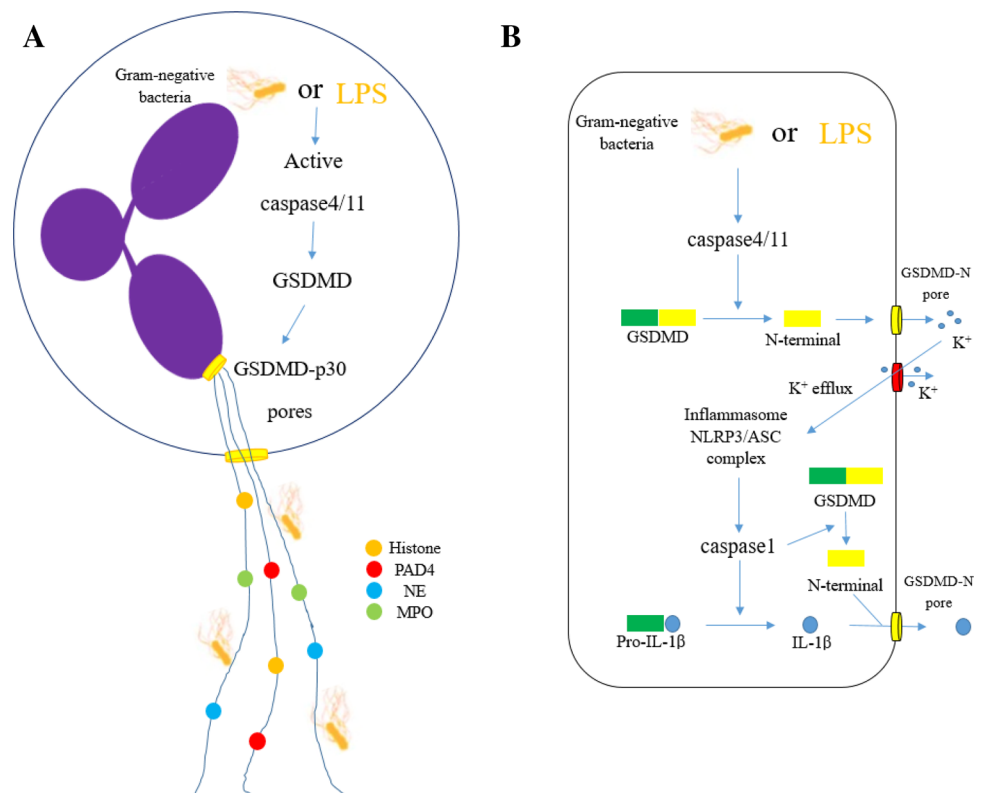 A
Gram-negative
bacteria
or LPS
Active
caspase4/11
GSDMD
GSDMD-p30
pores
Histone
PAD4
NE
MPO
B
Gram-negative
bacteria
or LPS
caspase4/11
GSDMD
N-terminal
GSDMD-N
pore
K⁺
K⁺
K⁺ efflux
Inflammasome
NLRP3/ASC
complex
GSDMD
caspase1
N-terminal
GSDMD-N
pore
Pro-IL-1β
IL-1β